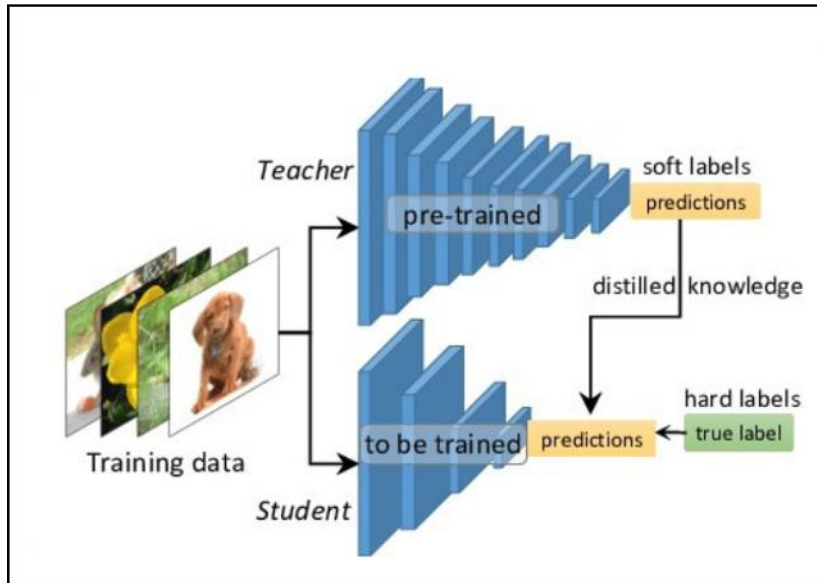 Teacher
soft labels
pre-trained
predictions
distilled knowledge
hard labels
to be trained
predictions
true label
Training data
Student